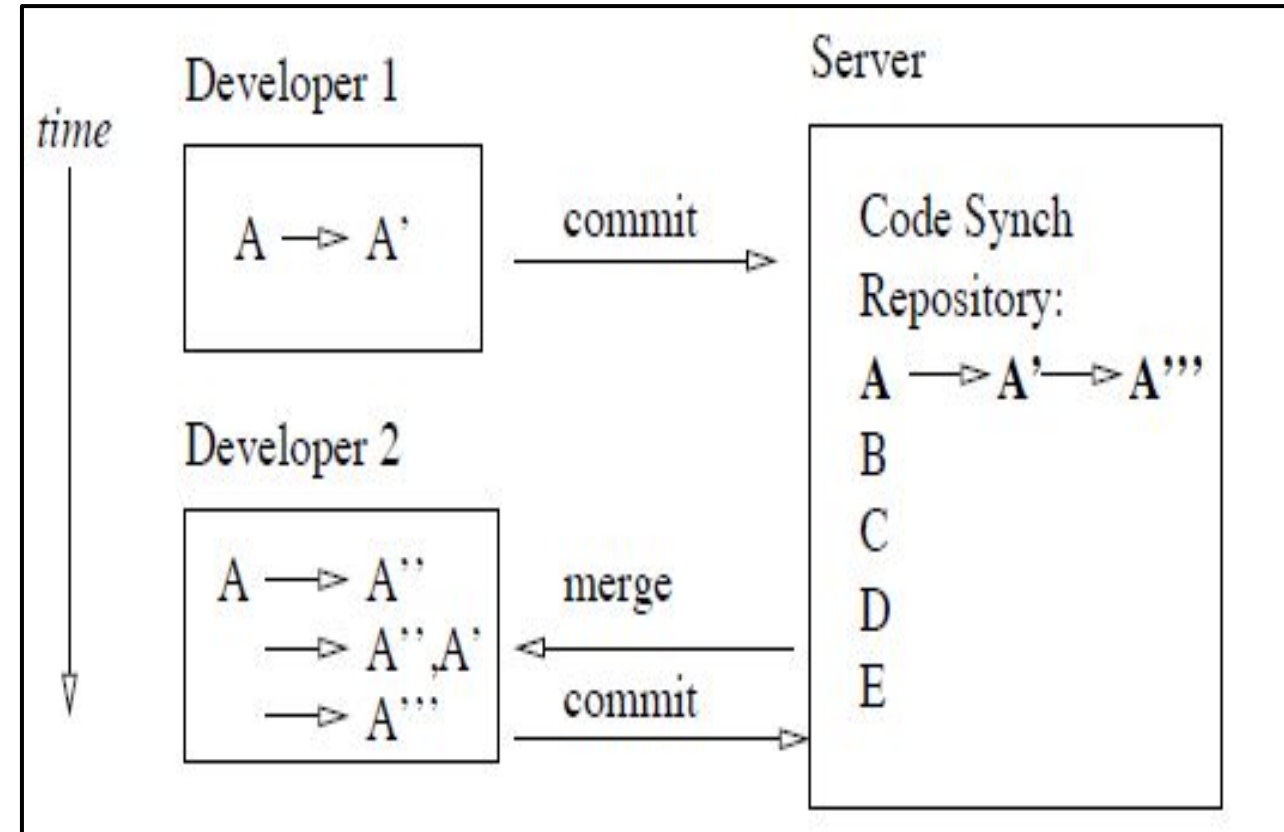 time
Developer 1
A → A’
commit
Server
Code Synch
Repository:
A → A’ → A’’’
B
C
D
E
Developer 2
A → A’’
→ A’’,A’
→ A’’’
merge
commit